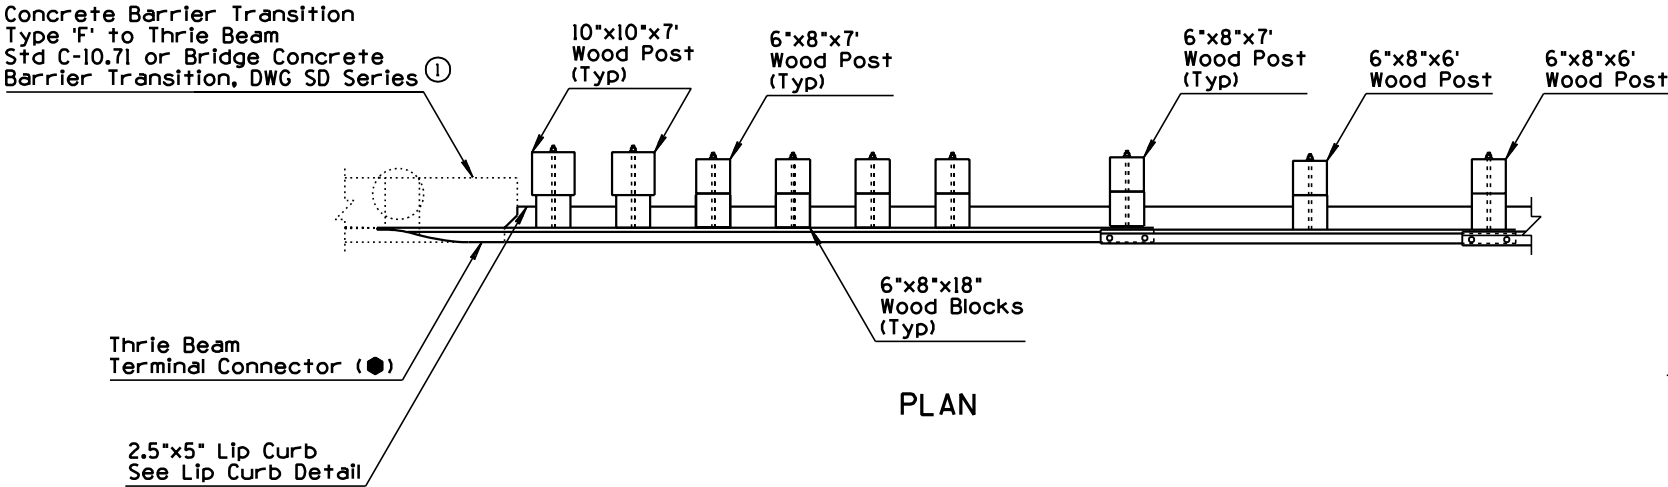 Concrete Barrier Transition
Type 'F' to Thrie Beam
Std C-10.71 or Bridge Concrete
Barrier Transition, DWG SD Series 1
10"x10"x7'
Wood Post
(Typ)
6"x8"x7'
Wood Post
(Typ)
6"x8"x7'
Wood Post
(Typ)
6"x8"x6'
Wood Post
6"x8"x6'
Wood Post
6"x8"x18"
Wood Blocks
(Typ)
Thrie Beam
Terminal Connector (⬢)
PLAN
2.5"x5" Lip Curb
See Lip Curb Detail